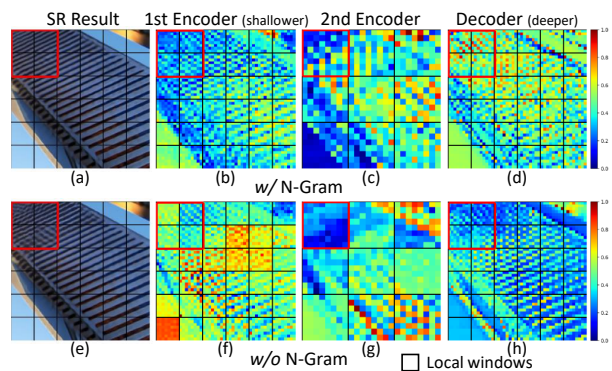 SR Result 1st Encoder (shallower) 2nd Encoder Decoder (deeper)
1.0
0.8
0.6
0.4
0.2
0.0
(a) (b) (c) (d)
w/ N-Gram
1.0
0.8
0.6
0.4
0.2
0.0
(e) (f) (g) (h)
w/o N-Gram Local windows